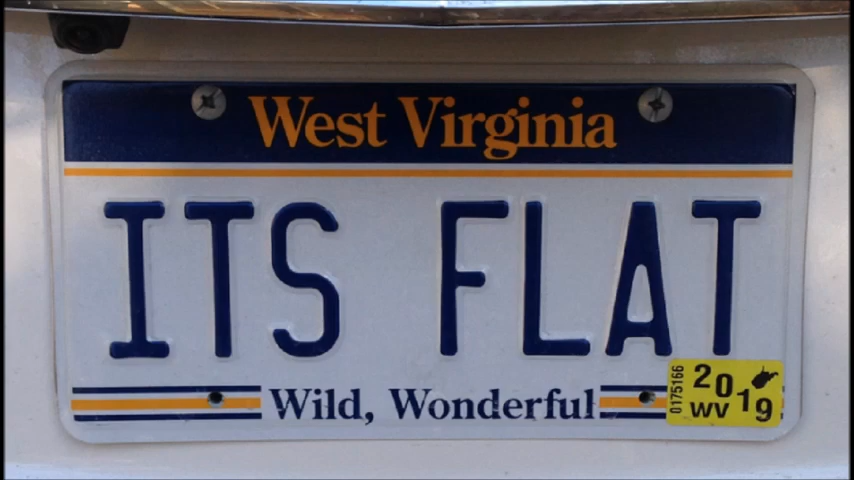 West Virginia
ITS FLAT
Wild, Wonderful
0175166
2019
WV